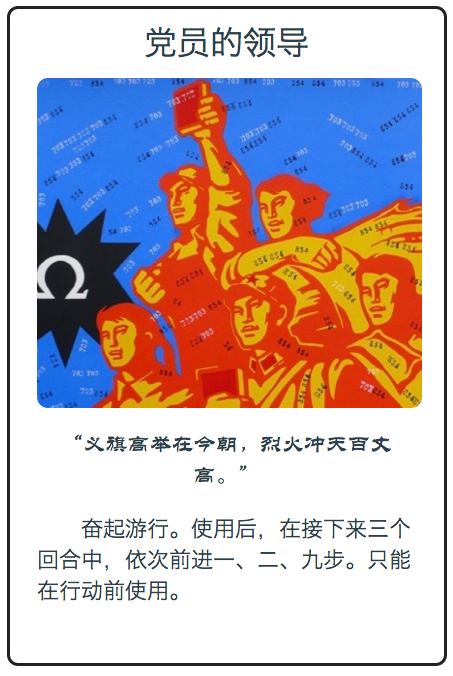 党员的领导
Ω
“义旗高举在今朝，烈火冲天百丈
高。”
奋起游行。使用后，在接下来三个
回合中，依次前进一、二、九步。只能
在行动前使用。